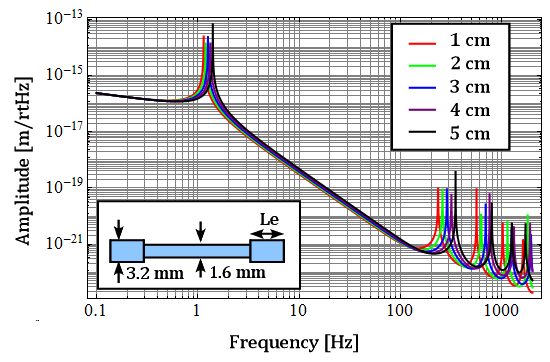 10^-13
10^-15
10^-17
10^-19
10^-21
Amplitude [m/rtHz]
1 cm
2 cm
3 cm
4 cm
5 cm
Le
3.2 mm
1.6 mm
0.1 1 10 100 1000
Frequency [Hz]